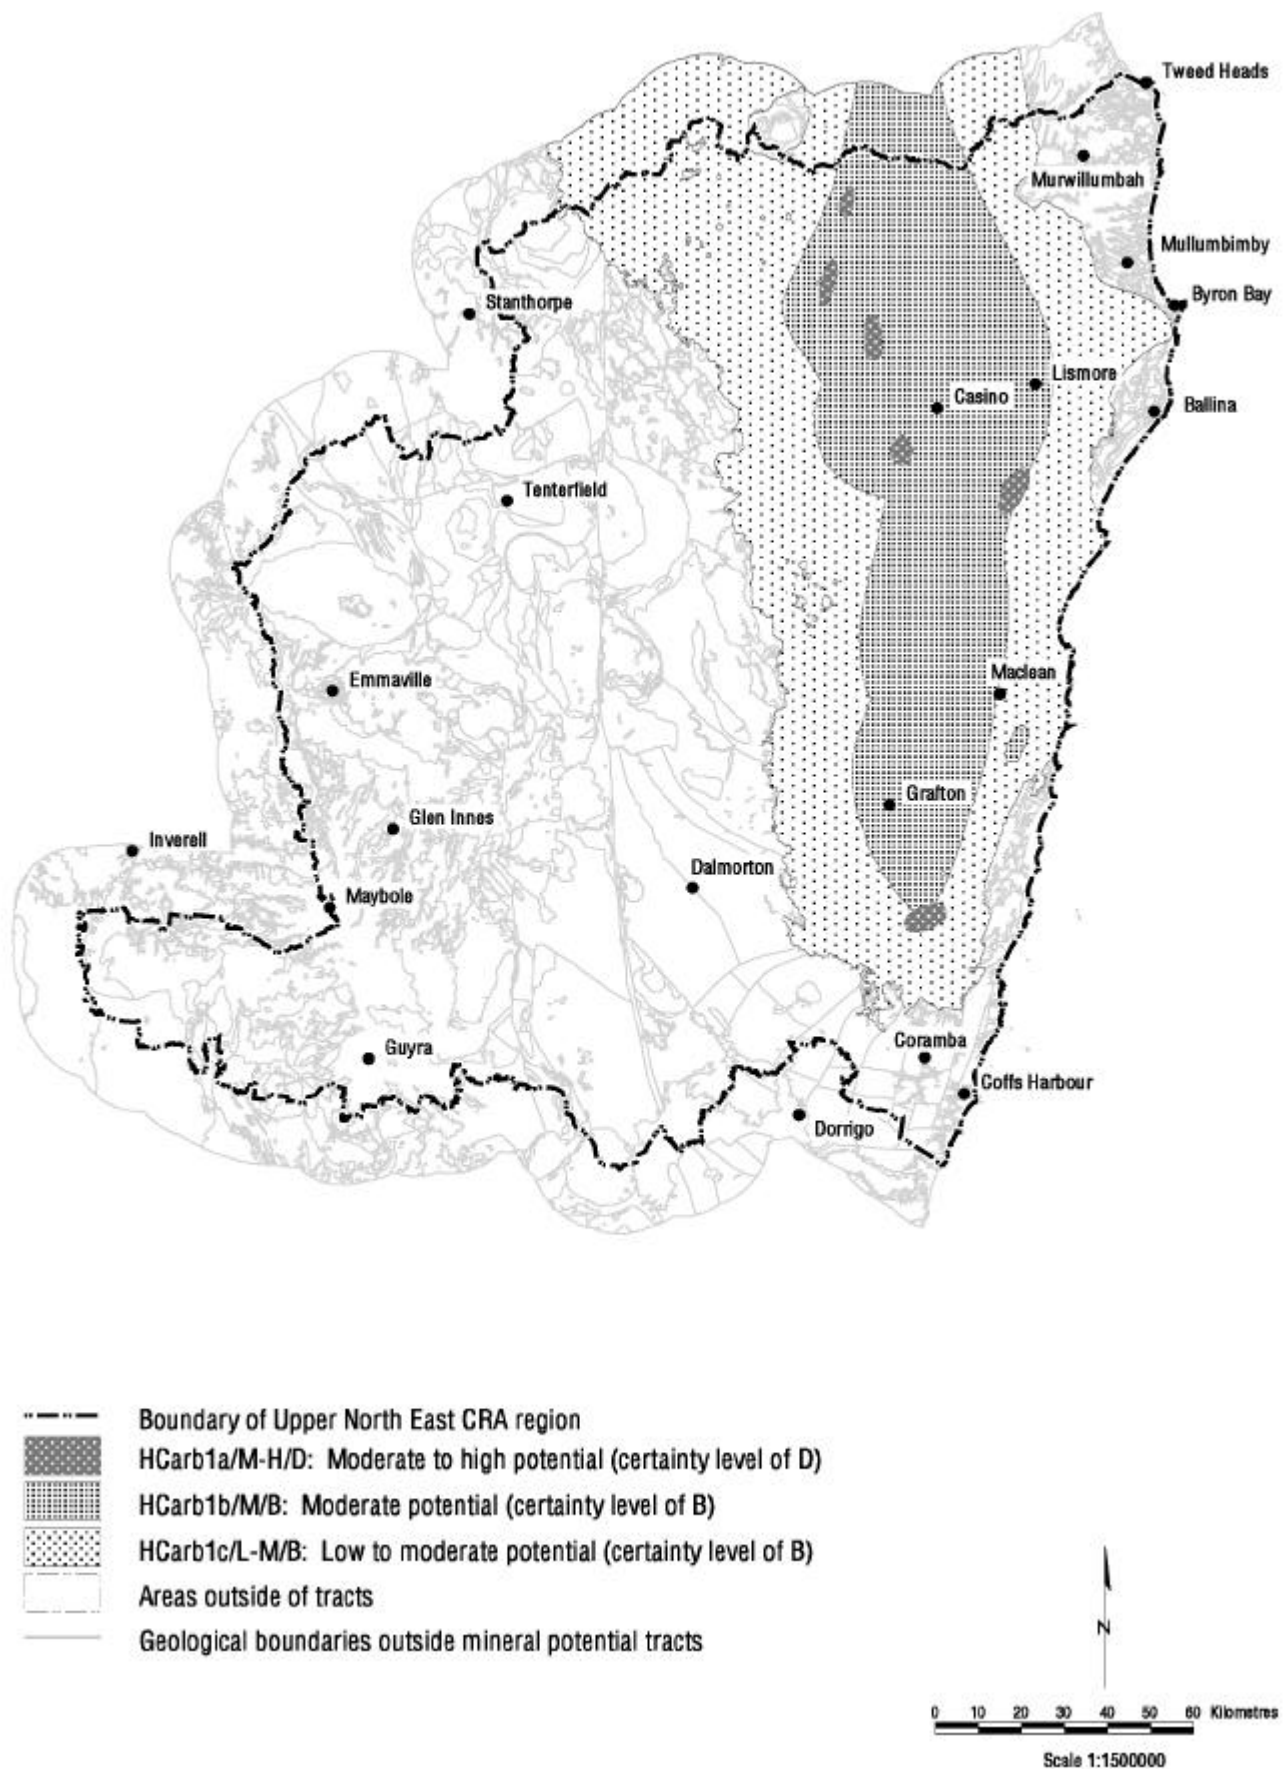 Tweed Heads
Murwillumbah
Mullumbimby
Byron Bay
Stanthorpe
Lismore
Casino
Ballina
Tenterfield
Maclean
Emmaville
Grafton
Glen Innes
Inverell
Dalmorton
Maybole
Coramba
Guyra
Coffs Harbour
Dorrigo
Boundary of Upper North East CRA region
HCarb1a/M-H/D: Moderate to high potential (certainty level of D)
HCarb1b/M/B: Moderate potential (certainty level of B)
HCarb1c/L-M/B: Low to moderate potential (certainty level of B)
Areas outside of tracts
Geological boundaries outside mineral potential tracts
N
0 10 20 30 40 50 60 Kilometres
Scale 1:1500000